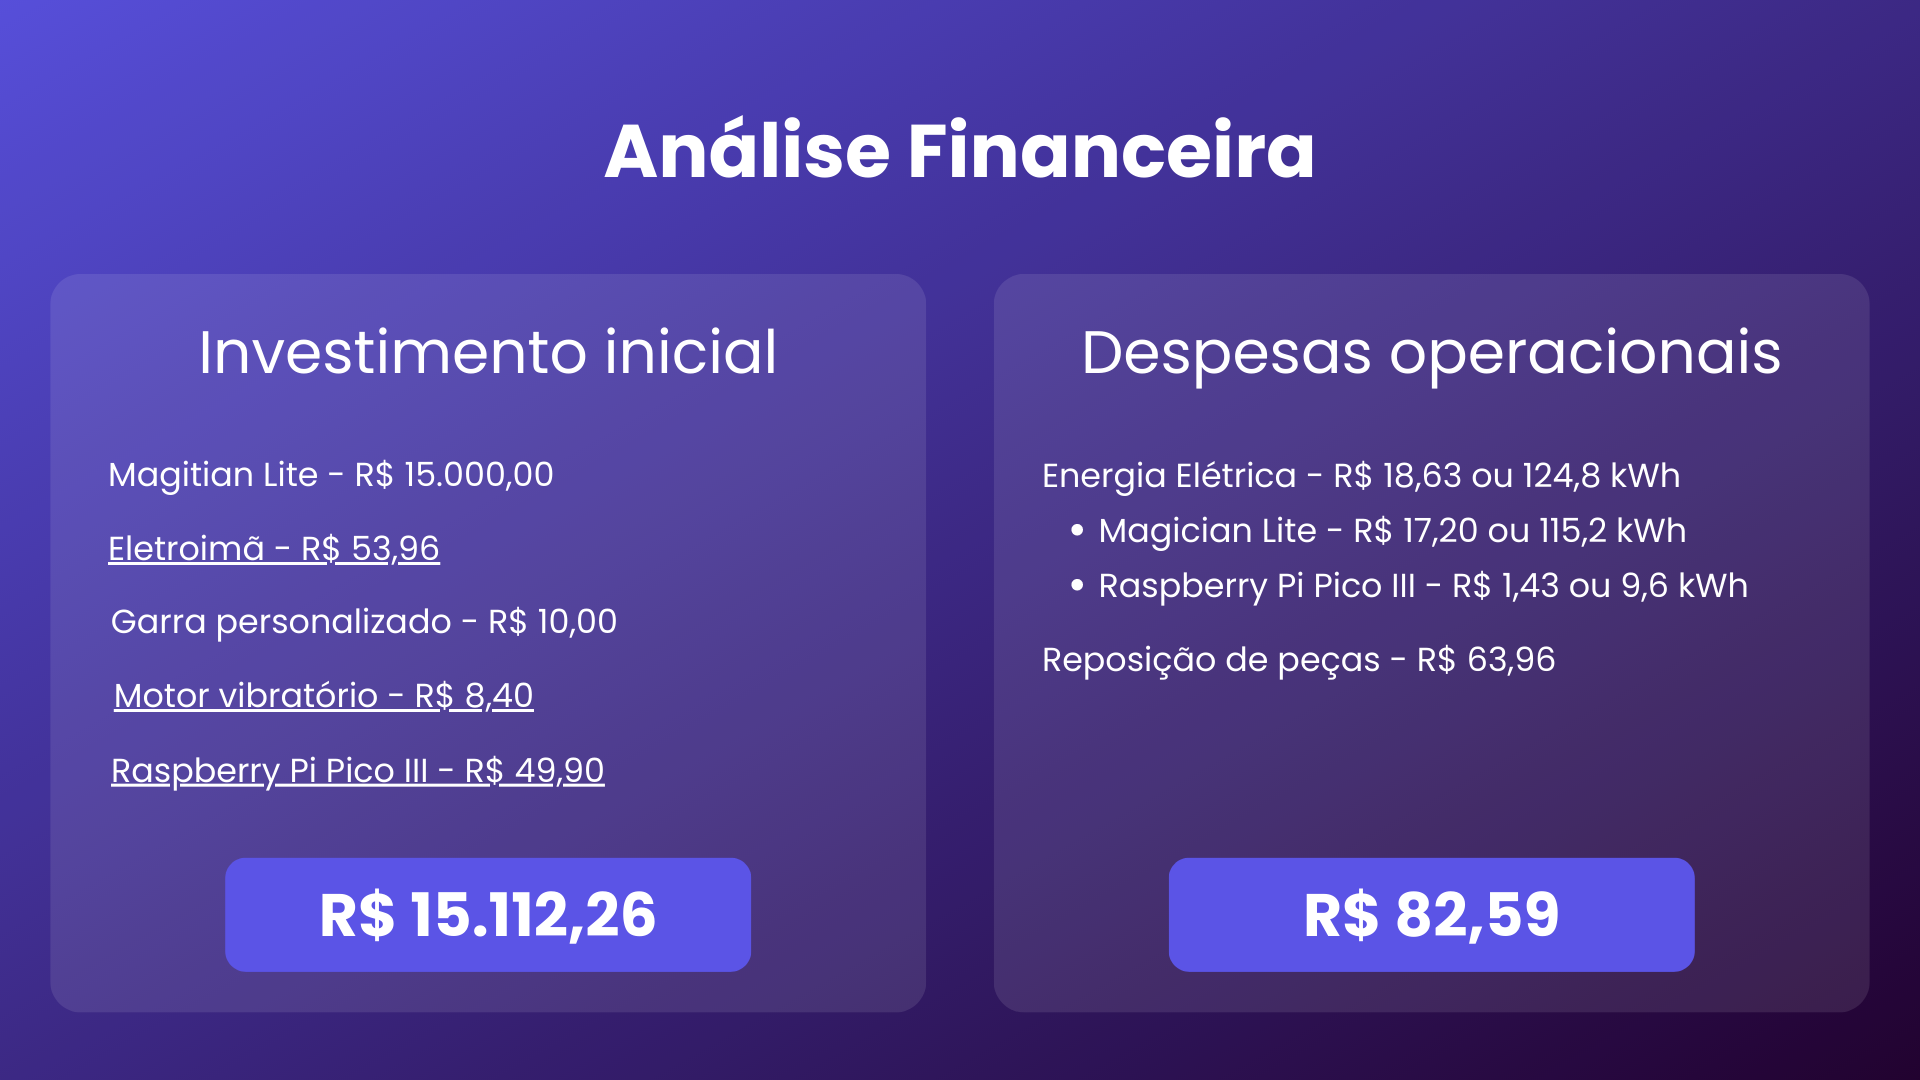 Análise Financeira
Investimento inicial
Magitian Lite - R$ 15.000,00
Eletroimã - R$ 53,96
Garra personalizado - R$ 10,00
Motor vibratório - R$ 8,40
Raspberry Pi Pico III - R$ 49,90
R$ 15.112,26
Despesas operacionais
Energia Elétrica - R$ 18,63 ou 124,8 kWh
• Magician Lite - R$ 17,20 ou 115,2 kWh
• Raspberry Pi Pico III - R$ 1,43 ou 9,6 kWh
Reposição de peças - R$ 63,96
R$ 82,59